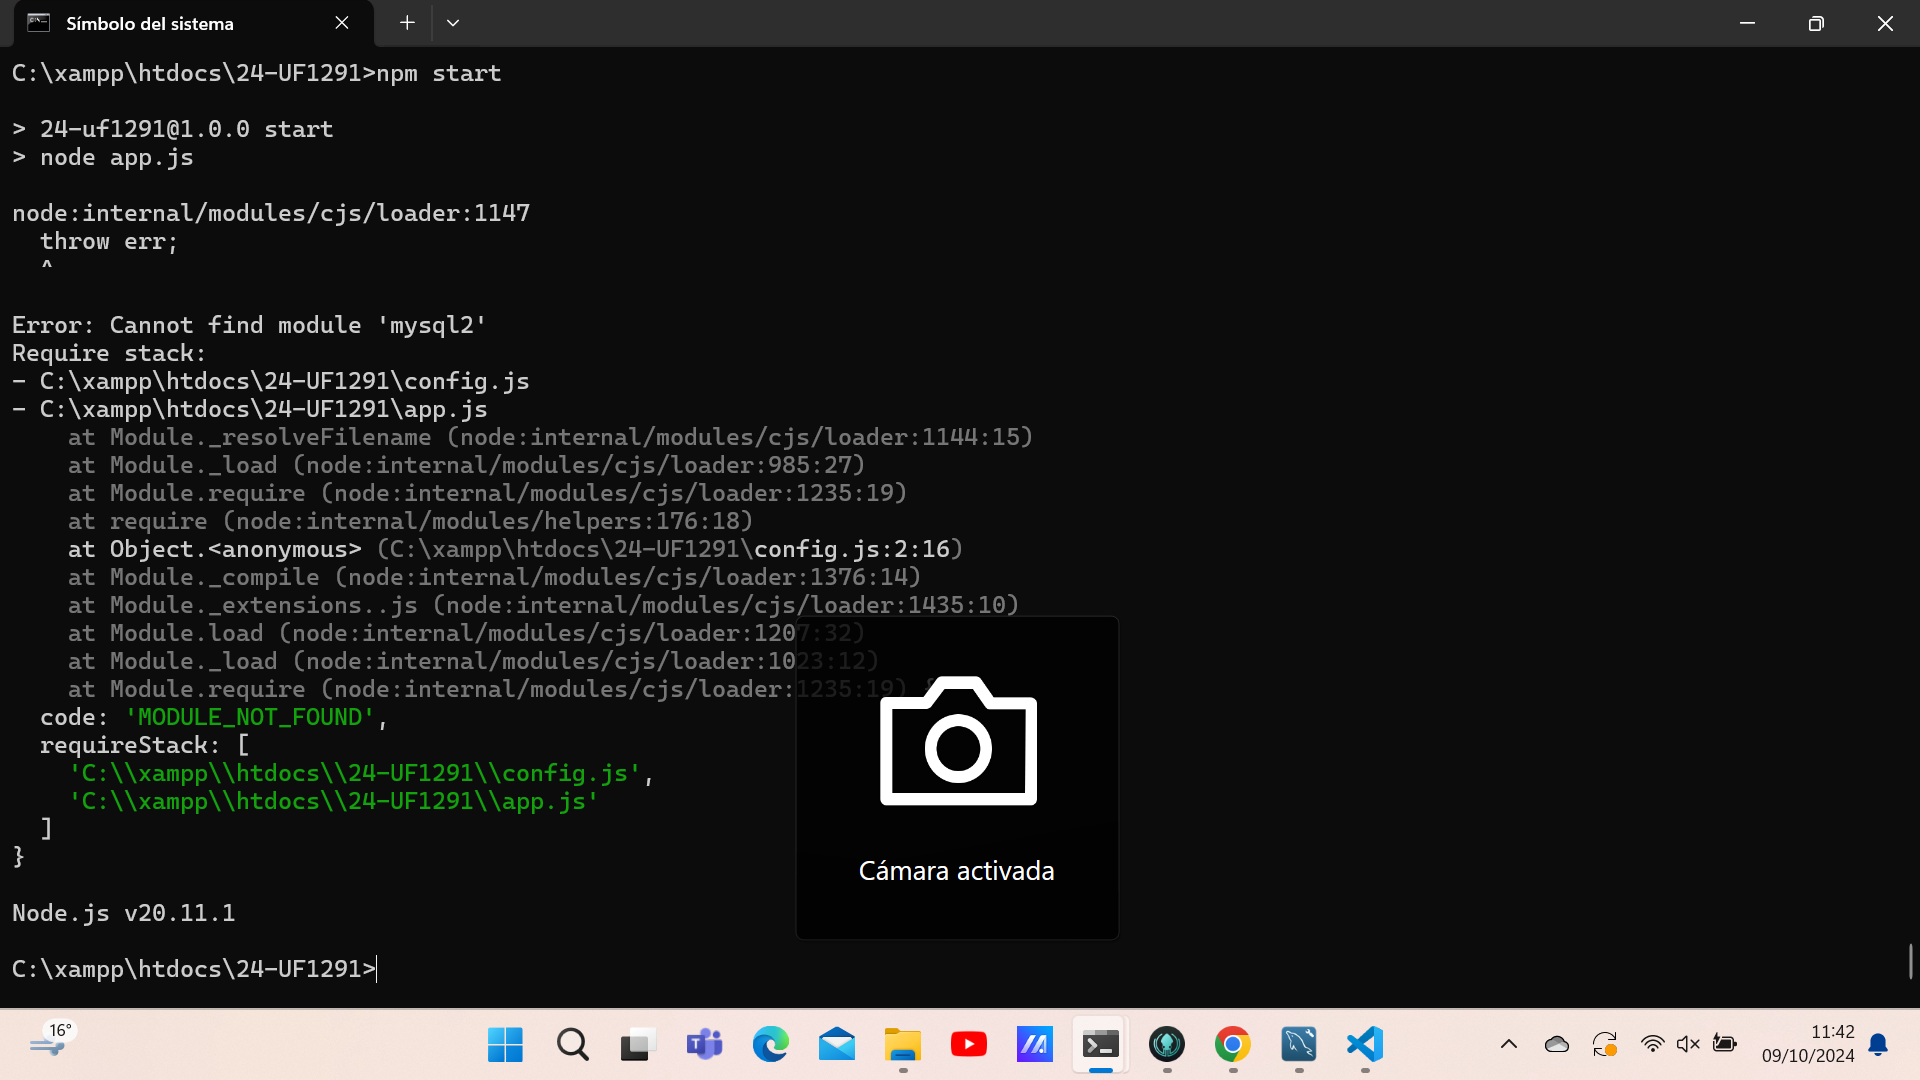 Símbolo del sistema
C:\xampp\htdocs\24-UF1291>npm start
> 24-uf1291@1.0.0 start
> node app.js
node:internal/modules/cjs/loader:1147
  throw err;
  ^
Error: Cannot find module 'mysql2'
Require stack:
- C:\xampp\htdocs\24-UF1291\config.js
- C:\xampp\htdocs\24-UF1291\app.js
    at Module._resolveFilename (node:internal/modules/cjs/loader:1144:15)
    at Module._load (node:internal/modules/cjs/loader:985:27)
    at Module.require (node:internal/modules/cjs/loader:1235:19)
    at require (node:internal/modules/helpers:176:18)
    at Object.<anonymous> (C:\xampp\htdocs\24-UF1291\config.js:2:16)
    at Module._compile (node:internal/modules/cjs/loader:1376:14)
    at Module._extensions..js (node:internal/modules/cjs/loader:1435:10)
    at Module.load (node:internal/modules/cjs/loader:1207:32)
    at Module._load (node:internal/modules/cjs/loader:1023:12)
    at Module.require (node:internal/modules/cjs/loader:1235:19) {
  code: 'MODULE_NOT_FOUND',
  requireStack: [
    'C:\\xampp\\htdocs\\24-UF1291\\config.js',
    'C:\\xampp\\htdocs\\24-UF1291\\app.js'
  ]
}
Cámara activada
Node.js v20.11.1
C:\xampp\htdocs\24-UF1291>
16°
11:42
09/10/2024